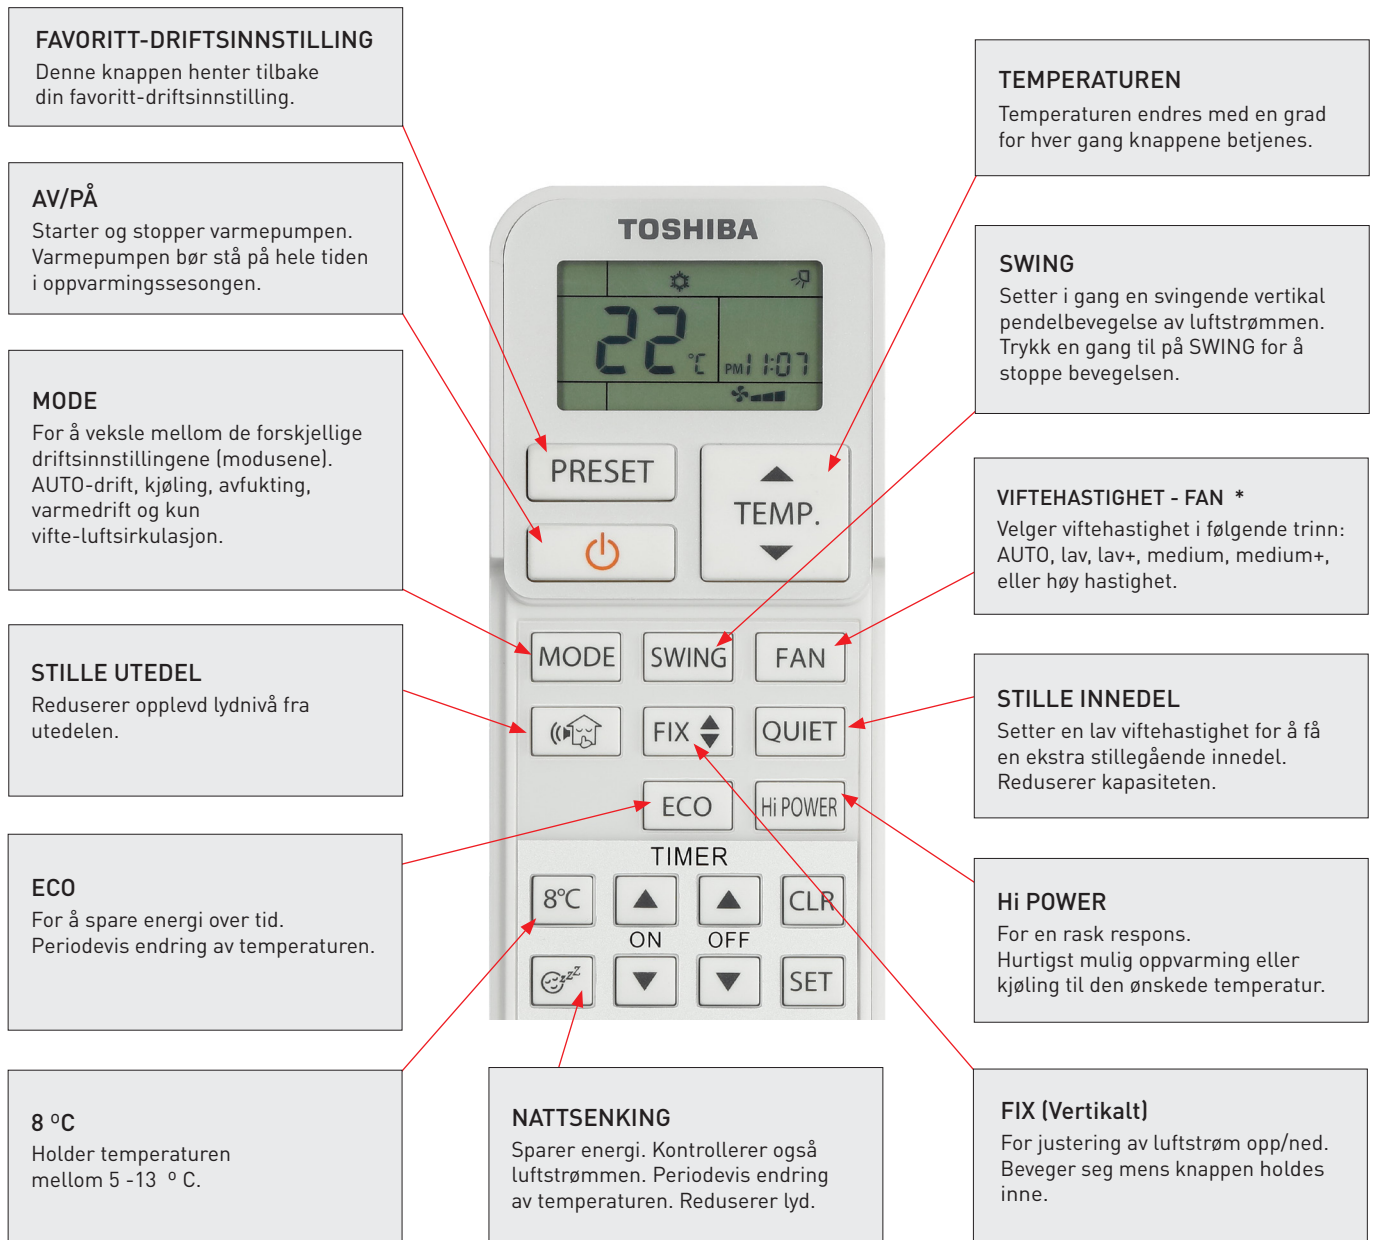 FAVORITT-DRIFTSINNSTILLING
Denne knappen henter tilbake
din favoritt-driftsinnstilling.
AV/PÅ
Starter og stopper varmepumpen.
Varmepumpen bør stå på hele tiden
i oppvarmingssesongen.
MODE
For å veksle mellom de forskjellige
driftsinnstillingene (modusene).
AUTO-drift, kjøling, avfukting,
varmedrift og kun
vifte-luftsirkulasjon.
STILLE UTEDEL
Reduserer opplevd lydnivå fra
utedelen.
ECO
For å spare energi over tid.
Periodevis endring av temperaturen.
8 ºC
Holder temperaturen
mellom 5 -13 º C.
TOSHIBA
22 °C
PM 11:07
PRESET
TEMP.
MODE SWING FAN
FIX QUIET
ECO Hi POWER
TIMER
8°C CLR
ON OFF
zzZ SET
NATTSENKING
Sparer energi. Kontrollerer også
luftstrømmen. Periodevis endring
av temperaturen. Reduserer lyd.
TEMPERATUREN
Temperaturen endres med en grad
for hver gang knappene betjenes.
SWING
Setter i gang en svingende vertikal
pendelbevegelse av luftstrømmen.
Trykk en gang til på SWING for å
stoppe bevegelsen.
VIFTEHASTIGHET - FAN *
Velger viftehastighet i følgende trinn:
AUTO, lav, lav+, medium, medium+,
eller høy hastighet.
STILLE INNEDEL
Setter en lav viftehastighet for å få
en ekstra stillegående innedel.
Reduserer kapasiteten.
Hi POWER
For en rask respons.
Hurtigst mulig oppvarming eller
kjøling til den ønskede temperatur.
FIX (Vertikalt)
For justering av luftstrøm opp/ned.
Beveger seg mens knappen holdes
inne.